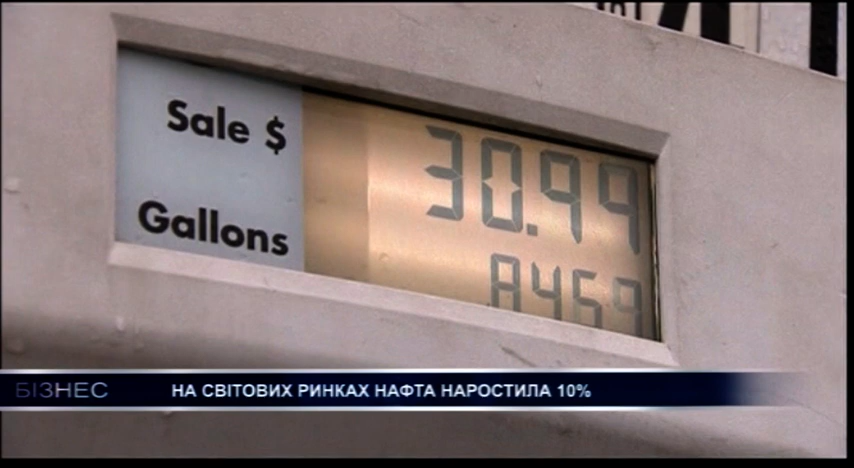 Sale $
30.99
Gallons
БІЗНЕС
НА СВІТОВИХ РИНКАХ НАФТА НАРОСТИЛА 10%